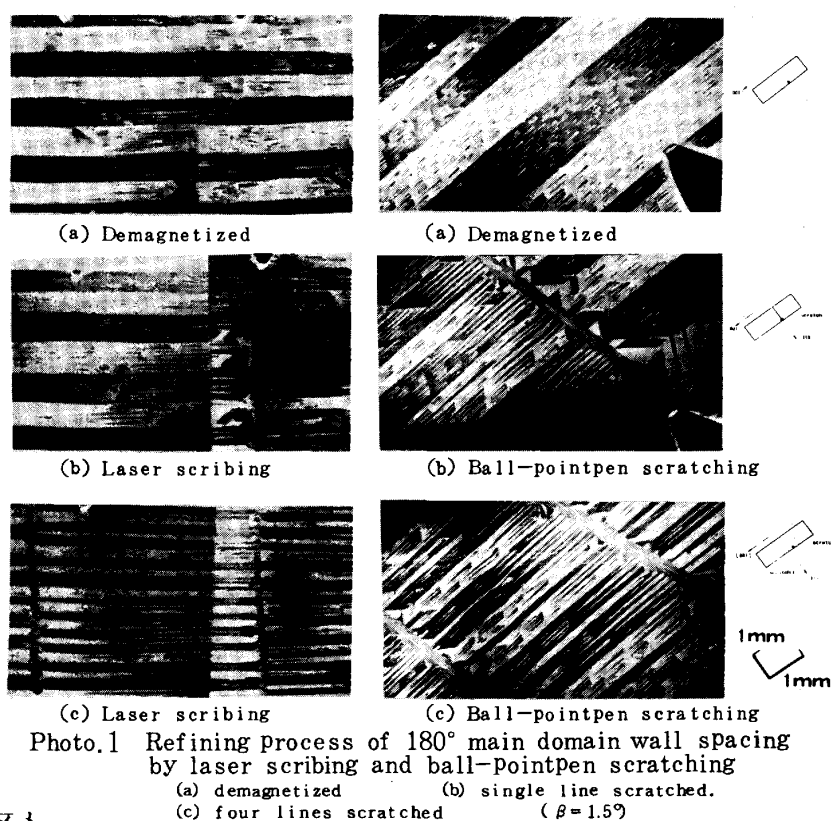 (a) Demagnetized
(a) Demagnetized
(b) Laser scribing
(b) Ball-pointpen scratching
(c) Laser scribing
(c) Ball-pointpen scratching
1mm
1mm
Photo.1 Refining process of 180° main domain wall spacing
by laser scribing and ball-pointpen scratching
(a) demagnetized (b) single line scratched.
(c) four lines scratched (β=1.5°)